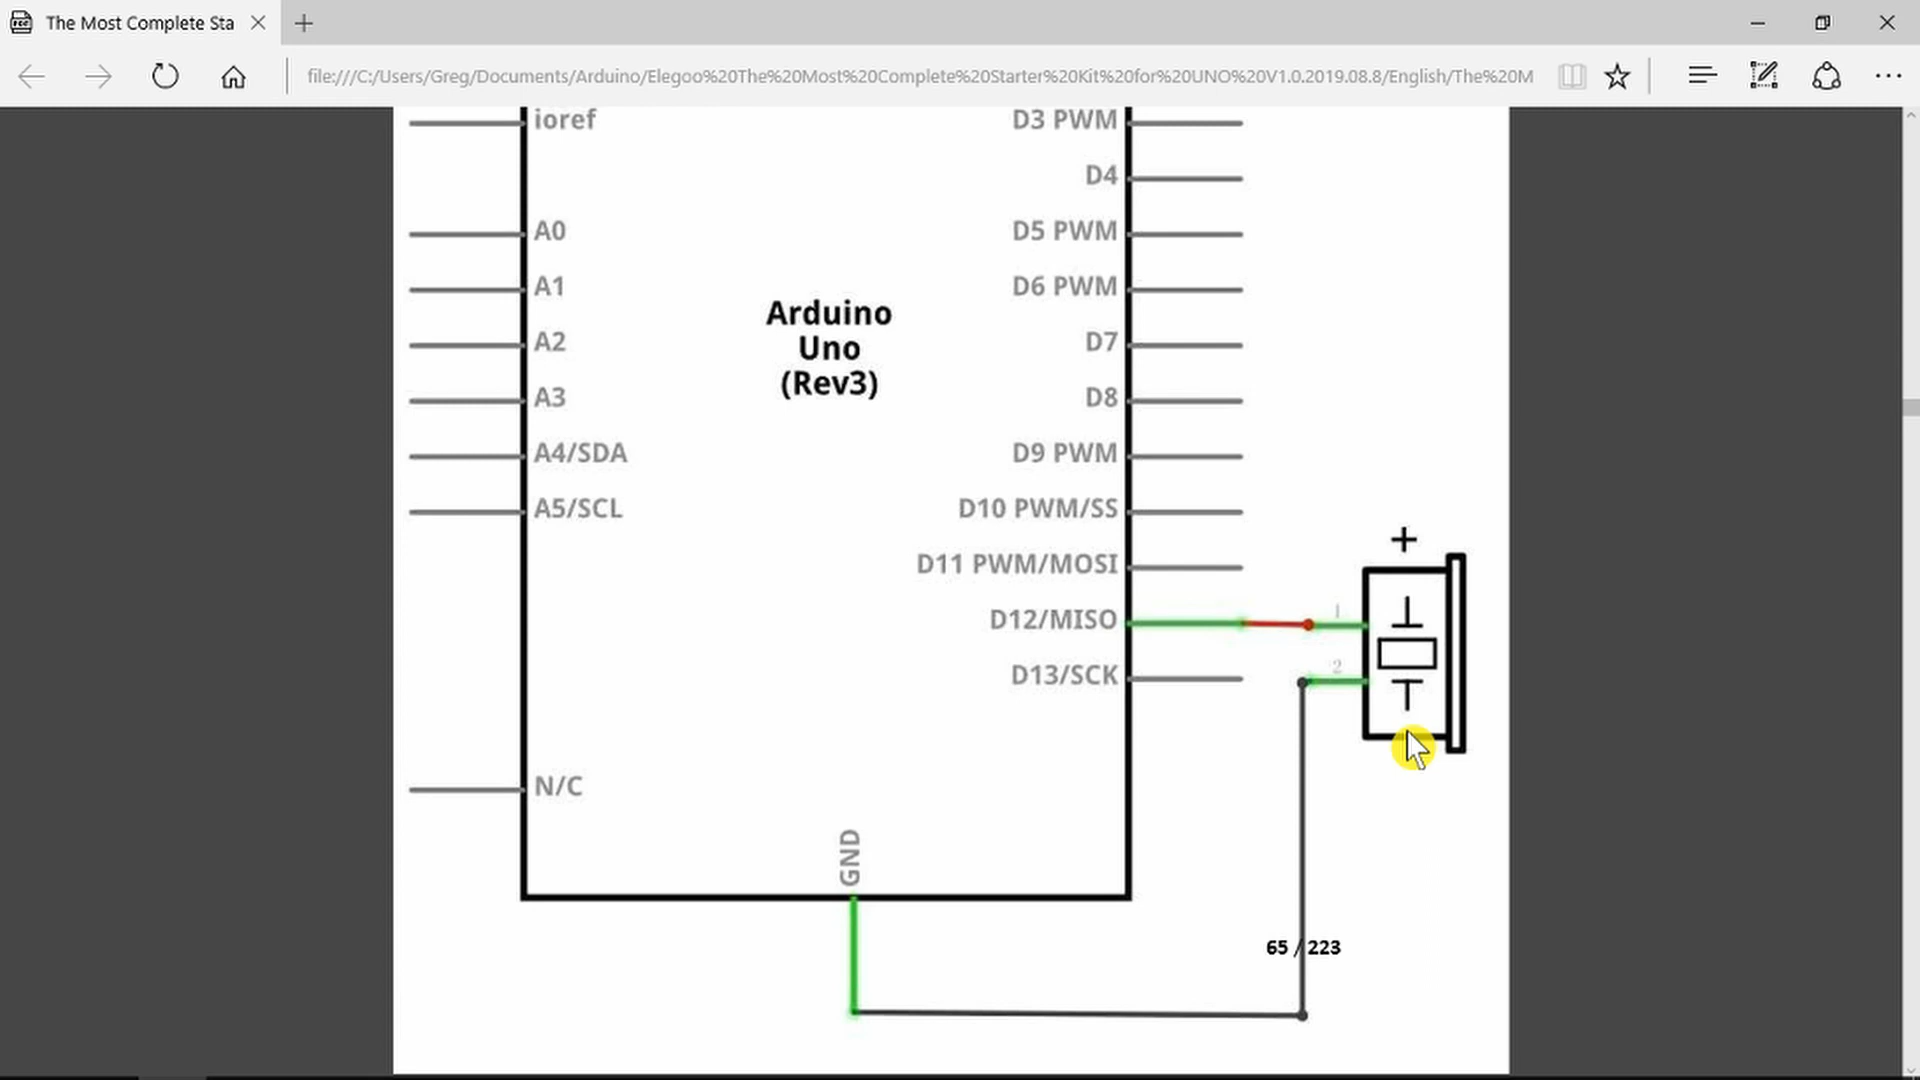 The Most Complete Sta
file:///C:/Users/Greg/Documents/Arduino/Elegoo%20The%20Most%20Complete%20Starter%20Kit%20for%20UNO%20V1.0.2019.08.8/English/The%20M
ioref
D3 PWM
D4
A0
D5 PWM
A1
D6 PWM
Arduino
Uno
(Rev3)
A2
D7
A3
D8
A4/SDA
D9 PWM
A5/SCL
D10 PWM/SS
+
D11 PWM/MOSI
D12/MISO
1
D13/SCK
2
N/C
GND
65 / 223